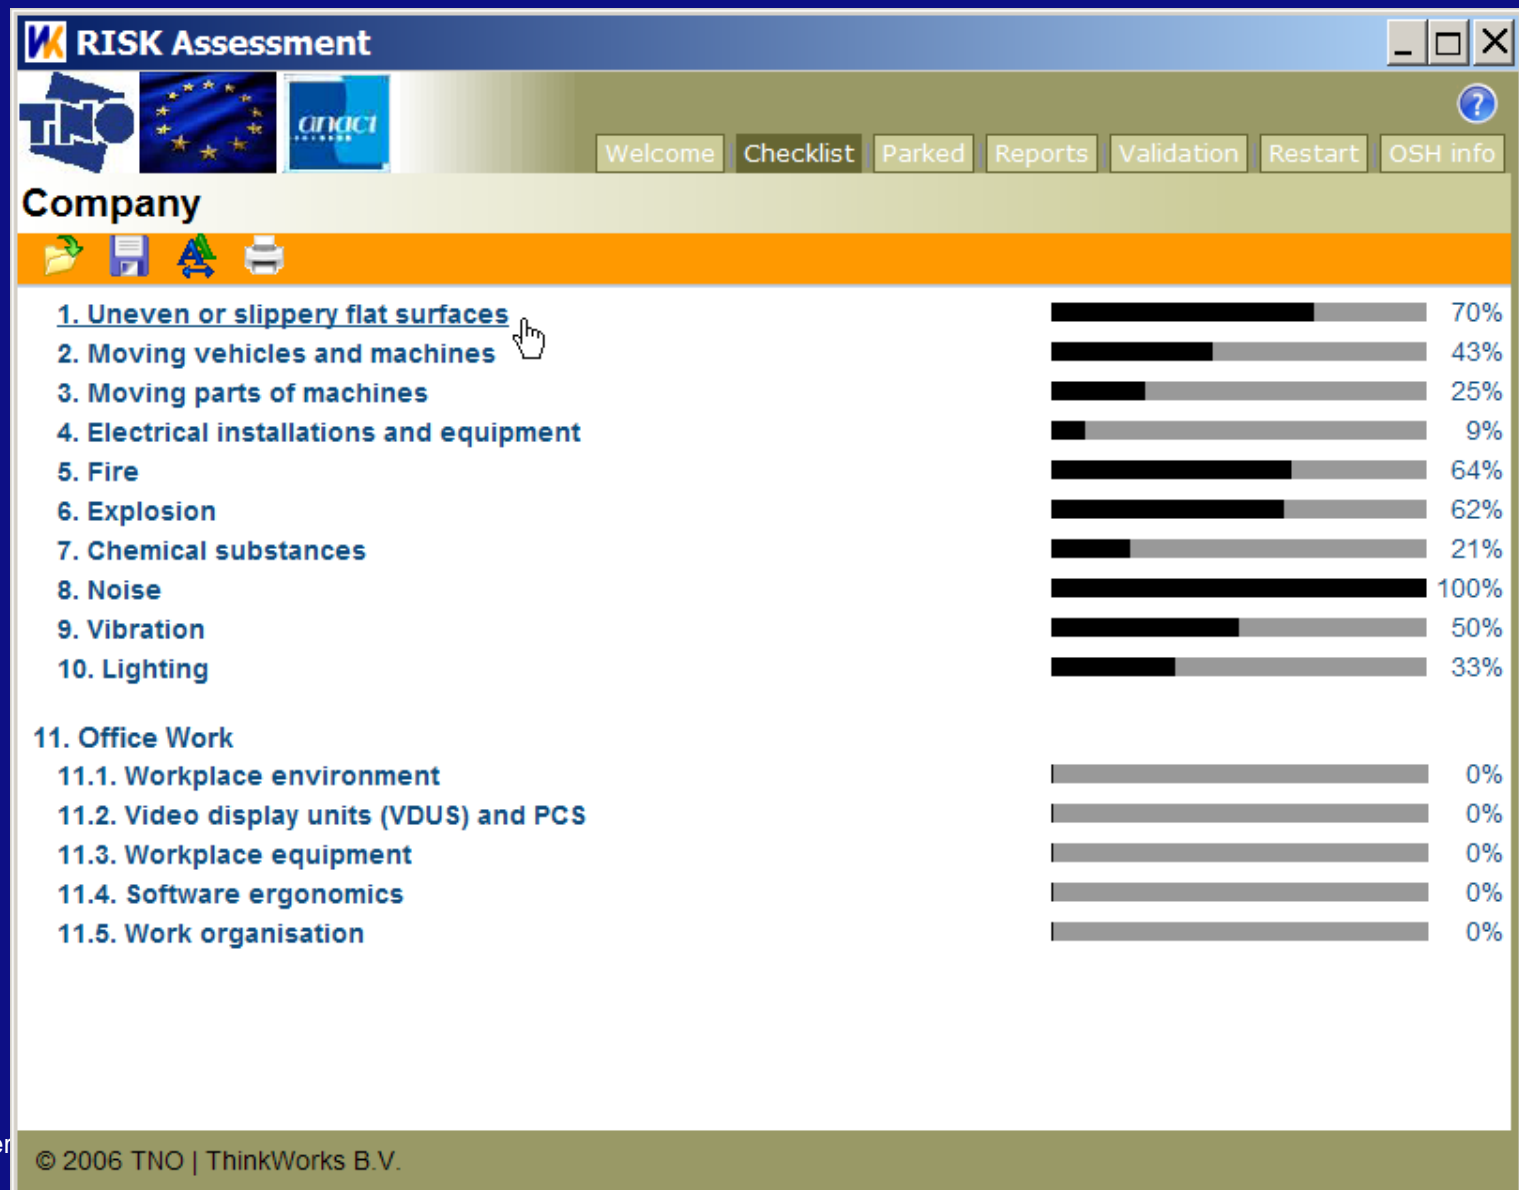 RISK Assessment
TNO
anaci
Welcome | Checklist | Parked | Reports | Validation | Restart | OSH info
Company
1. Uneven or slippery flat surfaces 70%
2. Moving vehicles and machines 43%
3. Moving parts of machines 25%
4. Electrical installations and equipment 9%
5. Fire 64%
6. Explosion 62%
7. Chemical substances 21%
8. Noise 100%
9. Vibration 50%
10. Lighting 33%
11. Office Work
11.1. Workplace environment 0%
11.2. Video display units (VDUS) and PCS 0%
11.3. Workplace equipment 0%
11.4. Software ergonomics 0%
11.5. Work organisation 0%
© 2006 TNO | ThinkWorks B.V.